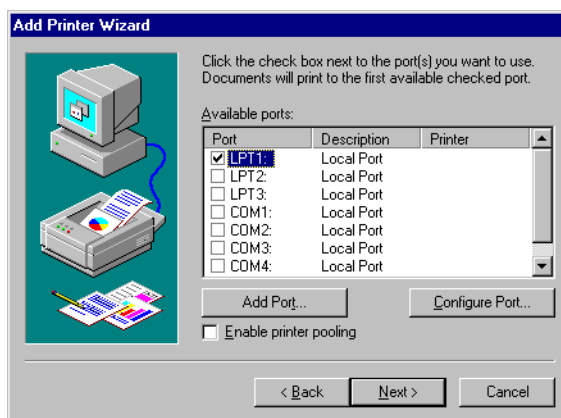 Add Printer Wizard
Click the check box next to the port(s) you want to use.
Documents will print to the first available checked port.
Available ports:
Port Description Printer
LPT1: Local Port
LPT2: Local Port
LPT3: Local Port
COM1: Local Port
COM2: Local Port
COM3: Local Port
COM4: Local Port
Add Port... Configure Port...
Enable printer pooling
< Back Next > Cancel